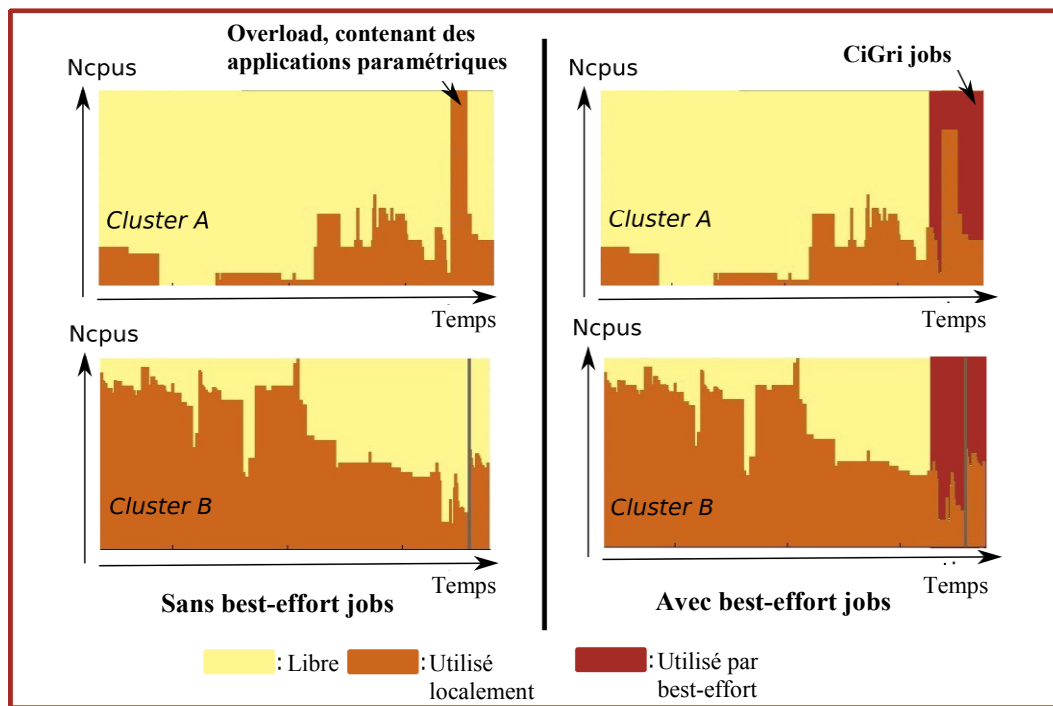 Overload, contenant des
applications paramétriques
Ncpus
Cluster A
Temps
Ncpus
Cluster B
Temps
Sans best-effort jobs
CiGri jobs
Ncpus
Cluster A
Temps
Ncpus
Cluster B
Temps
Avec best-effort jobs
: Libre
: Utilisé
localement
: Utilisé par
best-effort